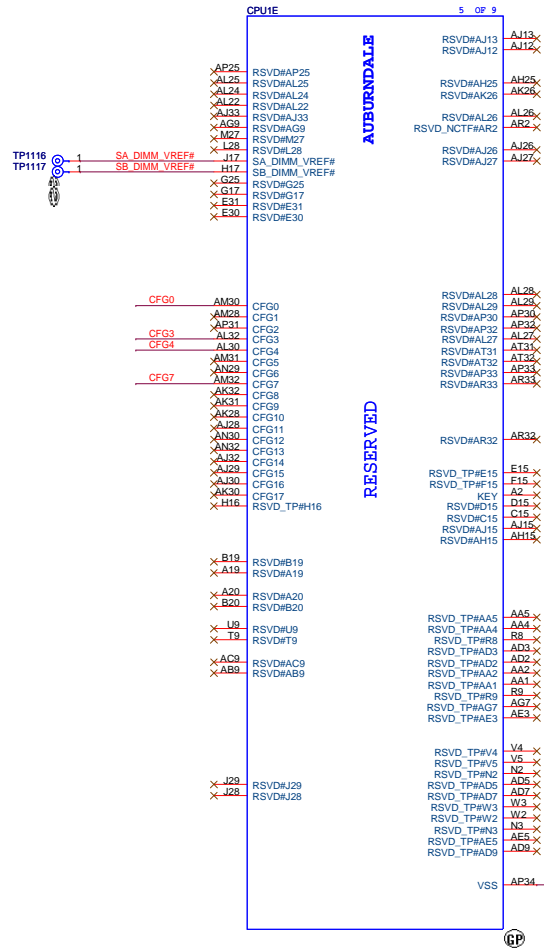 CPU1E 5 OF 9
AUBURNDALE
RESERVED
AP25 RSVD#AP25
AL25 RSVD#AL25
AL24 RSVD#AL24
AL22 RSVD#AL22
AJ33 RSVD#AJ33
AG9 RSVD#AG9
M27 RSVD#M27
L28 RSVD#L28
TP1116 1 SA_DIMM_VREF# J17 SA_DIMM_VREF#
TP1117 1 SB_DIMM_VREF# H17 SB_DIMM_VREF#
G25 RSVD#G25
G17 RSVD#G17
E31 RSVD#E31
E30 RSVD#E30
CFG0 AM30 CFG0
AM28 CFG1
AP31 CFG2
CFG3 AL32 CFG3
CFG4 AL30 CFG4
AM31 CFG5
AN29 CFG6
CFG7 AM32 CFG7
AK32 CFG8
AK31 CFG9
AK28 CFG10
AJ28 CFG11
AN30 CFG12
AN32 CFG13
AJ32 CFG14
AJ29 CFG15
AJ30 CFG16
AK30 CFG17
H16 RSVD_TP#H16
B19 RSVD#B19
A19 RSVD#A19
A20 RSVD#A20
B20 RSVD#B20
U9 RSVD#U9
T9 RSVD#T9
AC9 RSVD#AC9
AB9 RSVD#AB9
J29 RSVD#J29
J28 RSVD#J28
RSVD#AJ13 AJ13
RSVD#AJ12 AJ12
RSVD#AH25 AH25
RSVD#AK26 AK26
RSVD#AL26 AL26
RSVD_NCTF#AR2 AR2
RSVD#AJ26 AJ26
RSVD#AJ27 AJ27
RSVD#AL28 AL28
RSVD#AL29 AL29
RSVD#AP30 AP30
RSVD#AP32 AP32
RSVD#AL27 AL27
RSVD#AT31 AT31
RSVD#AT32 AT32
RSVD#AP33 AP33
RSVD#AR33 AR33
RSVD#AR32 AR32
RSVD_TP#E15 E15
RSVD_TP#F15 F15
KEY A2
RSVD#D15 D15
RSVD#C15 C15
RSVD#AJ15 AJ15
RSVD#AH15 AH15
RSVD_TP#AA5 AA5
RSVD_TP#AA4 AA4
RSVD_TP#R8 R8
RSVD_TP#AD3 AD3
RSVD_TP#AD2 AD2
RSVD_TP#AA2 AA2
RSVD_TP#AA1 AA1
RSVD_TP#R9 R9
RSVD_TP#AG7 AG7
RSVD_TP#AE3 AE3
RSVD_TP#V4 V4
RSVD_TP#V5 V5
RSVD_TP#N2 N2
RSVD_TP#AD5 AD5
RSVD_TP#AD7 AD7
RSVD_TP#W3 W3
RSVD_TP#W2 W2
RSVD_TP#N3 N3
RSVD_TP#AE5 AE5
RSVD_TP#AD9 AD9
VSS AP34
GP